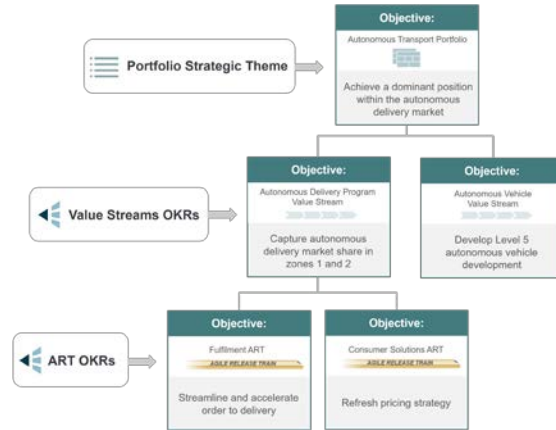 Objective:
Autonomous Transport Portfolio
Achieve a dominant position
within the autonomous
delivery market
Portfolio Strategic Theme
Objective:
Autonomous Delivery Program
Value Stream
Capture autonomous
delivery market share in
zones 1 and 2
Objective:
Autonomous Vehicle
Value Stream
Develop Level 5
autonomous vehicle
development
Value Streams OKRs
Objective:
Fulfilment ART
AGILE RELEASE TRAIN
Streamline and accelerate
order to delivery
Objective:
Consumer Solutions ART
AGILE RELEASE TRAIN
Refresh pricing strategy
ART OKRs